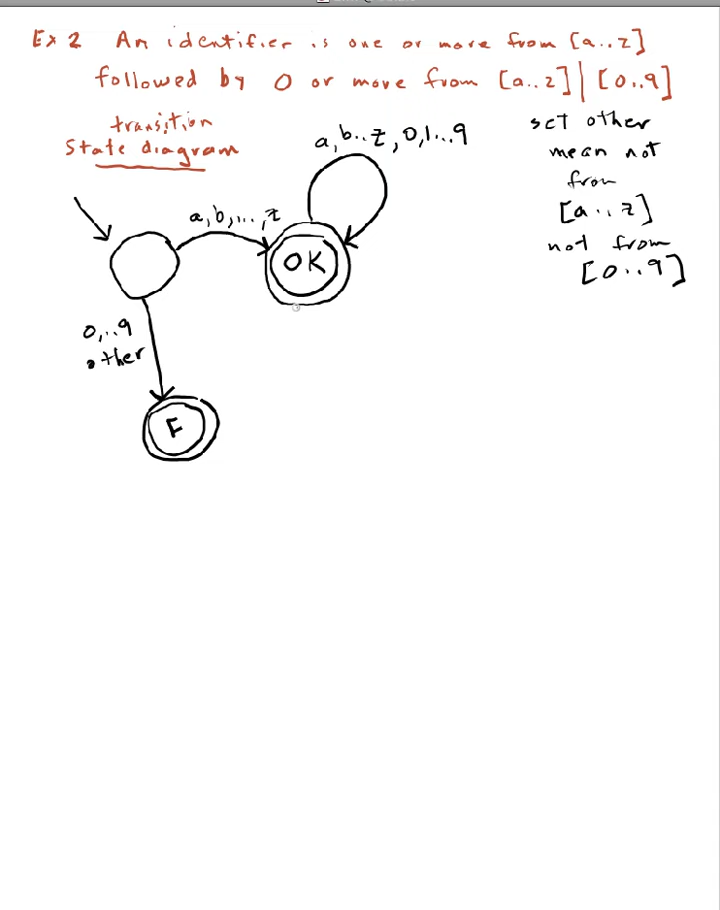 Ex 2 An identifier is one or more from [a..z]
followed by 0 or more from [a..z] | [0..9]
transition
State diagram
set other
mean not
from
[a..z]
not from
[0..9]
a,b..z,0,1...9
a,b,...,z
OK
0,..9
other
F